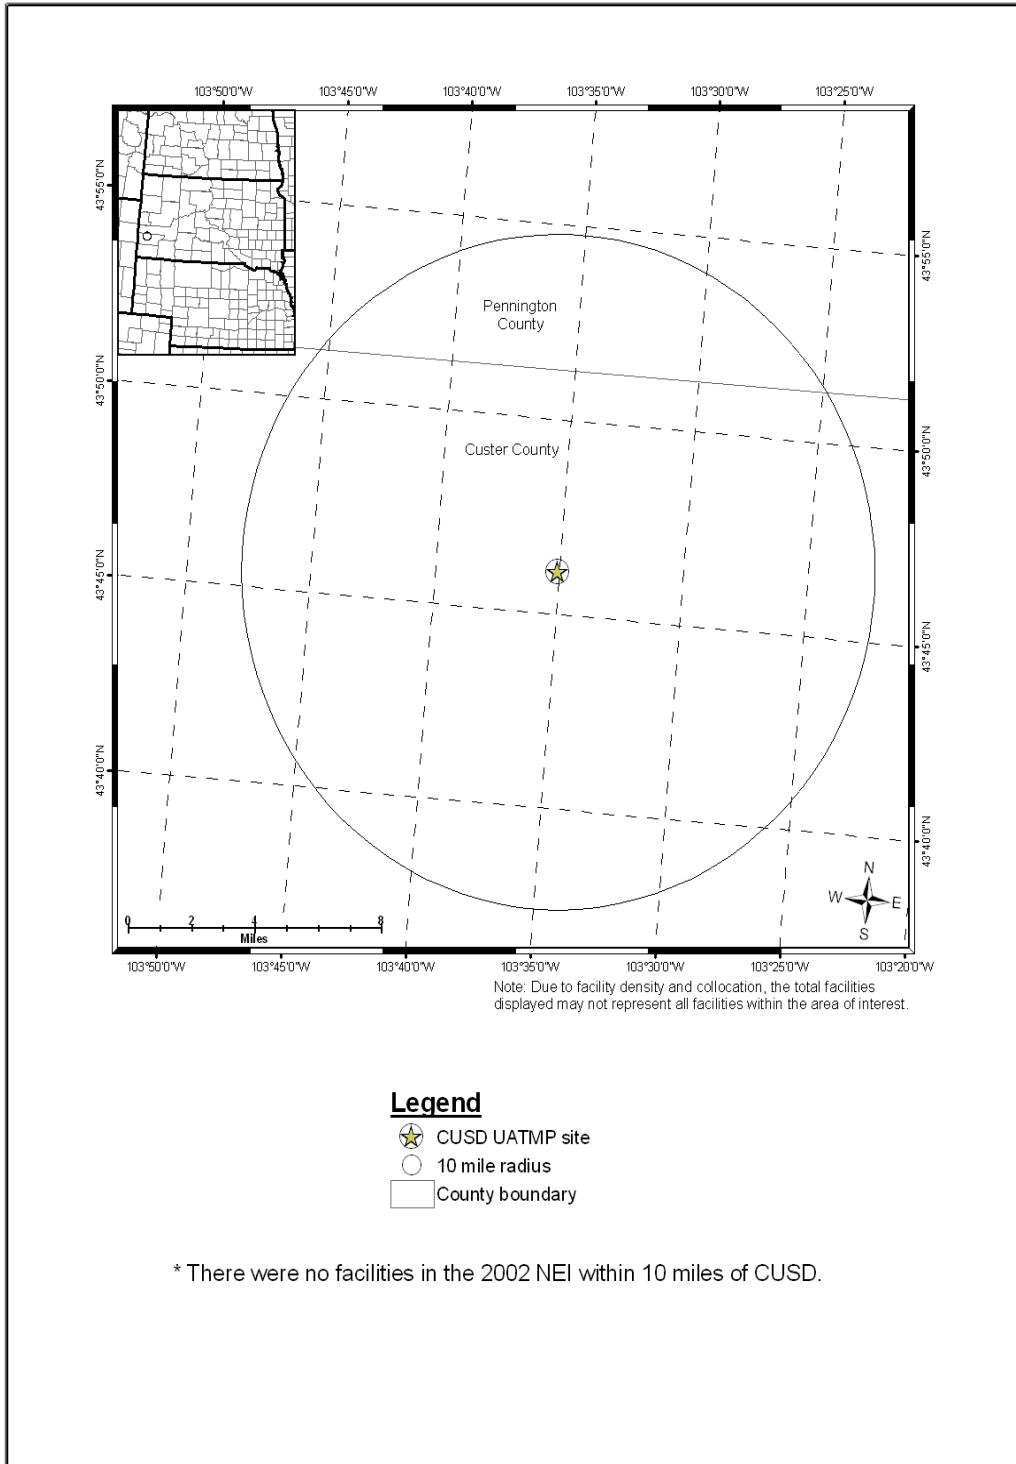 103°50'0"W 103°45'0"W 103°40'0"W 103°35'0"W 103°30'0"W 103°25'0"W
43°55'0"N
43°55'0"N
Pennington
County
43°50'0"N
43°50'0"N
Custer County
43°45'0"N
43°45'0"N
43°40'0"N
43°40'0"N
N
W E
S
0 2 4 8
Miles
103°50'0"W 103°45'0"W 103°40'0"W 103°35'0"W 103°30'0"W 103°25'0"W 103°20'0"W
Note: Due to facility density and collocation, the total facilities
displayed may not represent all facilities within the area of interest.
Legend
CUSD UATMP site
10 mile radius
County boundary
* There were no facilities in the 2002 NEI within 10 miles of CUSD.